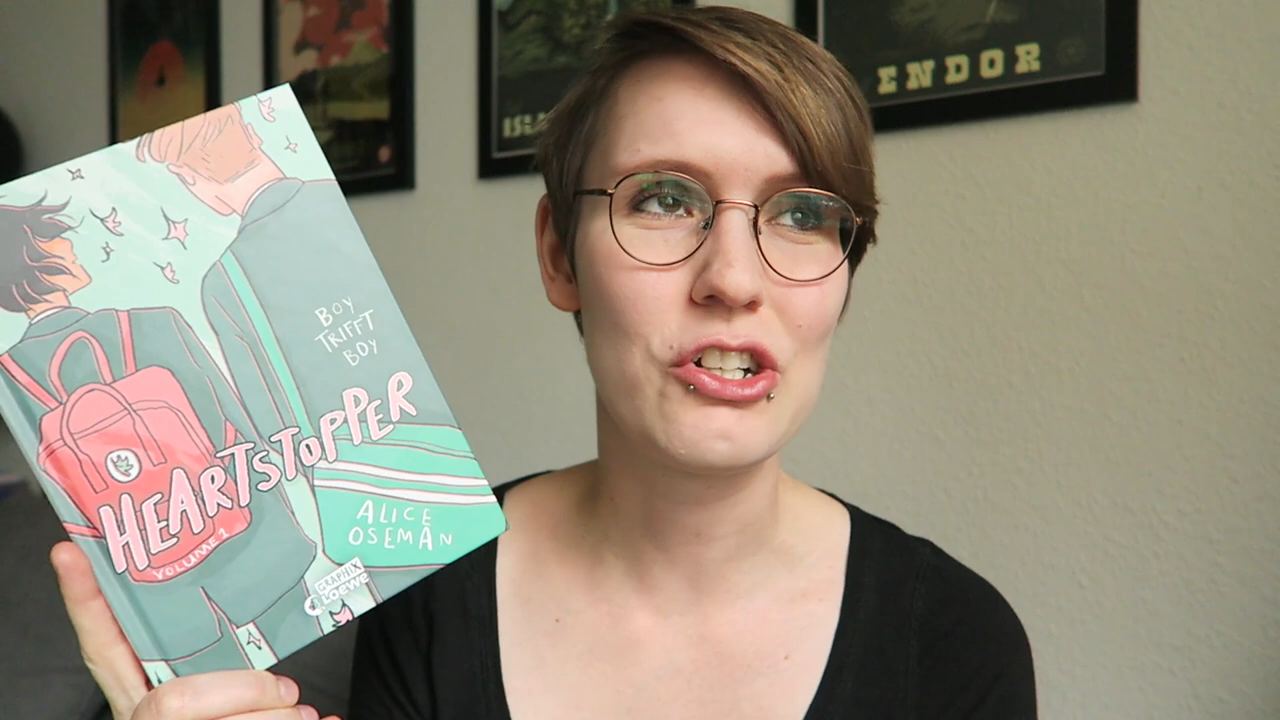 BOY
TRIFFT
BOY
HEARTSTOPPER
VOLUME 1
ALICE
OSEMAN
GRAPHIX
Loewe
ENDOR